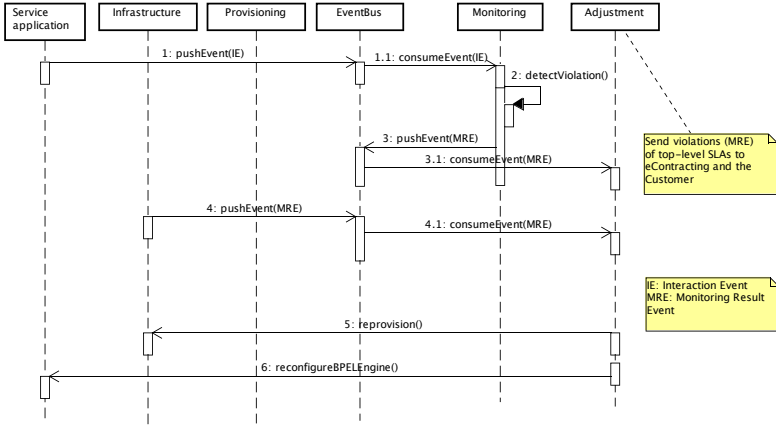 Service
application
Infrastructure
Provisioning
EventBus
Monitoring
Adjustment
1: pushEvent(IE)
1.1: consumeEvent(IE)
2: detectViolation()
3: pushEvent(MRE)
3.1: consumeEvent(MRE)
Send violations (MRE)
of top-level SLAs to
eContracting and the
Customer
4: pushEvent(MRE)
4.1: consumeEvent(MRE)
IE: Interaction Event
MRE: Monitoring Result
Event
5: reprovision()
6: reconfigureBPELEngine()